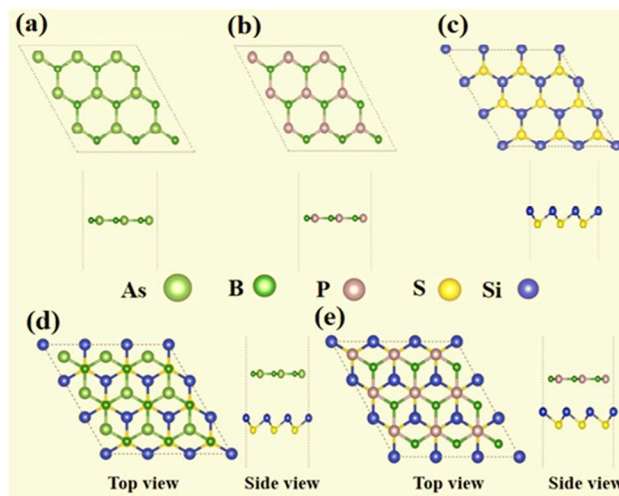 (a) (b) (c)
As B P S Si
(d) (e)
Top view Side view Top view Side view